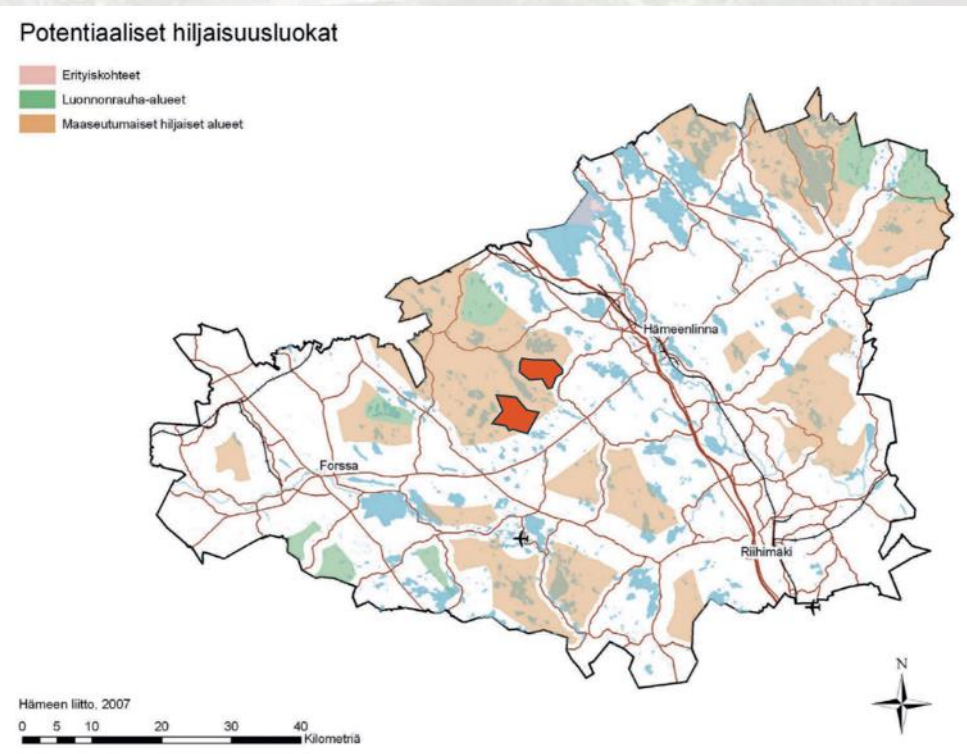 Potentiaaliset hiljaisuusluokat
Erityiskohteet
Luonnonrauha-alueet
Maaseutumaiset hiljaiset alueet
Hämeenlinna
Forssa
Riihimäki
N
Hämeen liitto, 2007
0 5 10 20 30 40
Kilometriä